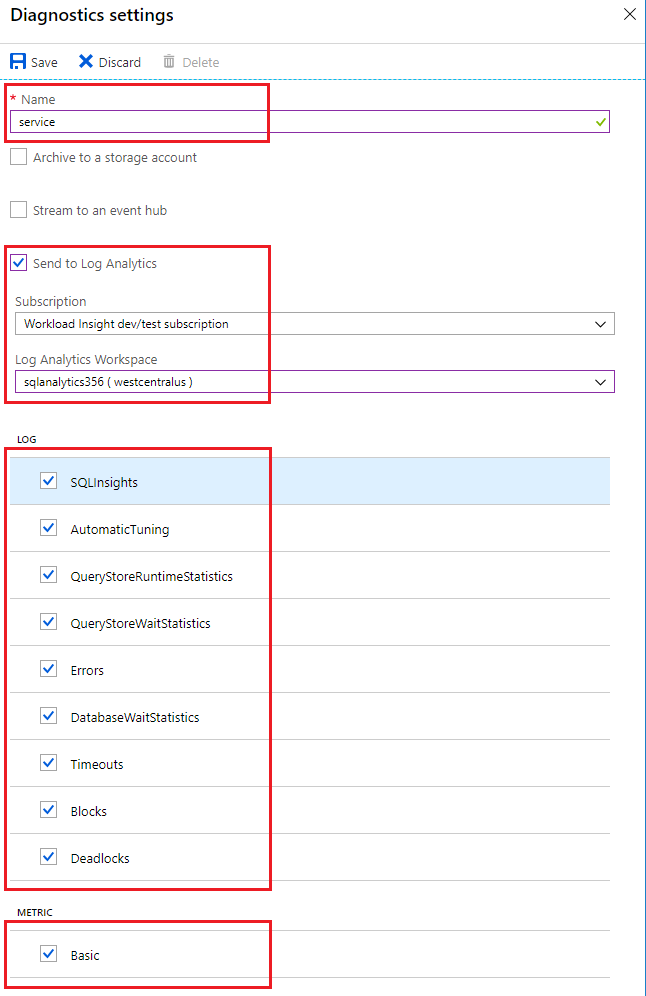 Diagnostics settings
Save Discard Delete
* Name
service
Archive to a storage account
Stream to an event hub
Send to Log Analytics
Subscription
Workload Insight dev/test subscription
Log Analytics Workspace
sqlanalytics356 ( westcentralus )
LOG
SQLInsights
AutomaticTuning
QueryStoreRuntimeStatistics
QueryStoreWaitStatistics
Errors
DatabaseWaitStatistics
Timeouts
Blocks
Deadlocks
METRIC
Basic